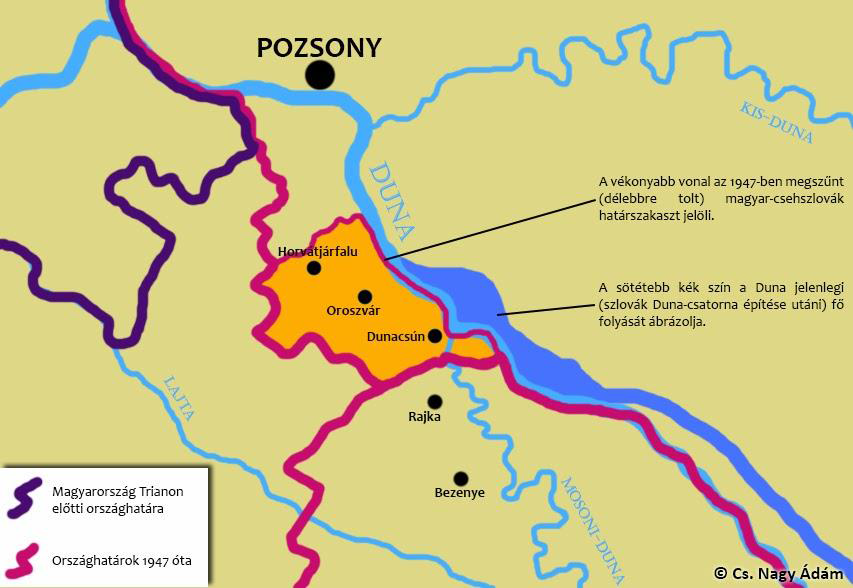 POZSONY
KIS-DUNA
DUNA
A vékonyabb vonal az 1947-ben megszűnt
(délebbre tolt) magyar-csehszlovák
határszakaszt jelöli.
Horvátjárfalu
Oroszvár
A sötétebb kék szín a Duna jelenlegi
(szlovák Duna-csatorna építése utáni) fő
folyását ábrázolja.
Dunacsún
LAJTA
Rajka
Bezenye
MOSONI-DUNA
Magyarország Trianon
előtti országhatára
Országhatárok 1947 óta
© Cs. Nagy Ádám